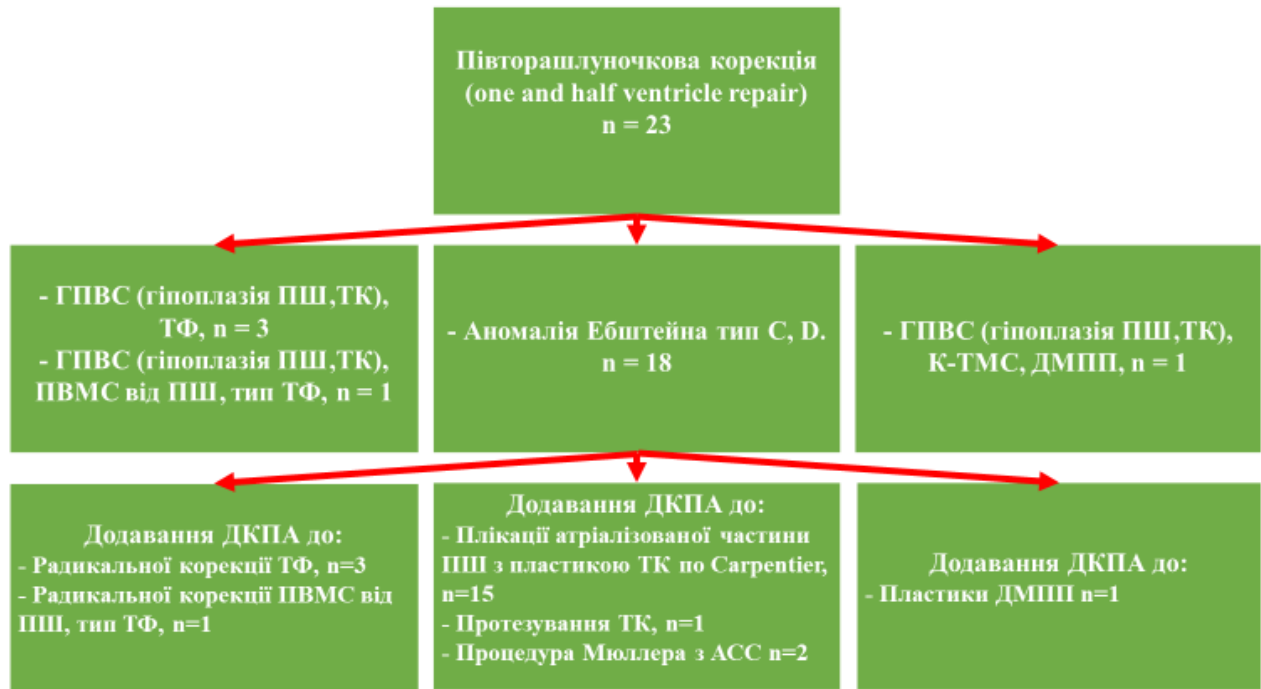 Півторашлуночкова корекція
(one and half ventricle repair)
n = 23
- ГПВС (гіпоплазія ПШ,ТК),
ТФ, n = 3
- ГПВС (гіпоплазія ПШ,ТК),
ПВМС від ПШ, тип ТФ, n = 1
- Аномалія Ебштейна тип С, D.
n = 18
- ГПВС (гіпоплазія ПШ,ТК),
К-ТМС, ДМПП, n = 1
Додавання ДКПА до:
- Радикальної корекції ТФ, n=3
- Радикальної корекції ПВМС від
ПШ, тип ТФ, n=1
Додавання ДКПА до:
- Плікації атріалізованої частини
ПШ з пластикою ТК по Carpentier,
n=15
- Протезування ТК, n=1
- Процедура Мюллера з АСС n=2
Додавання ДКПА до:
- Пластики ДМПП n=1